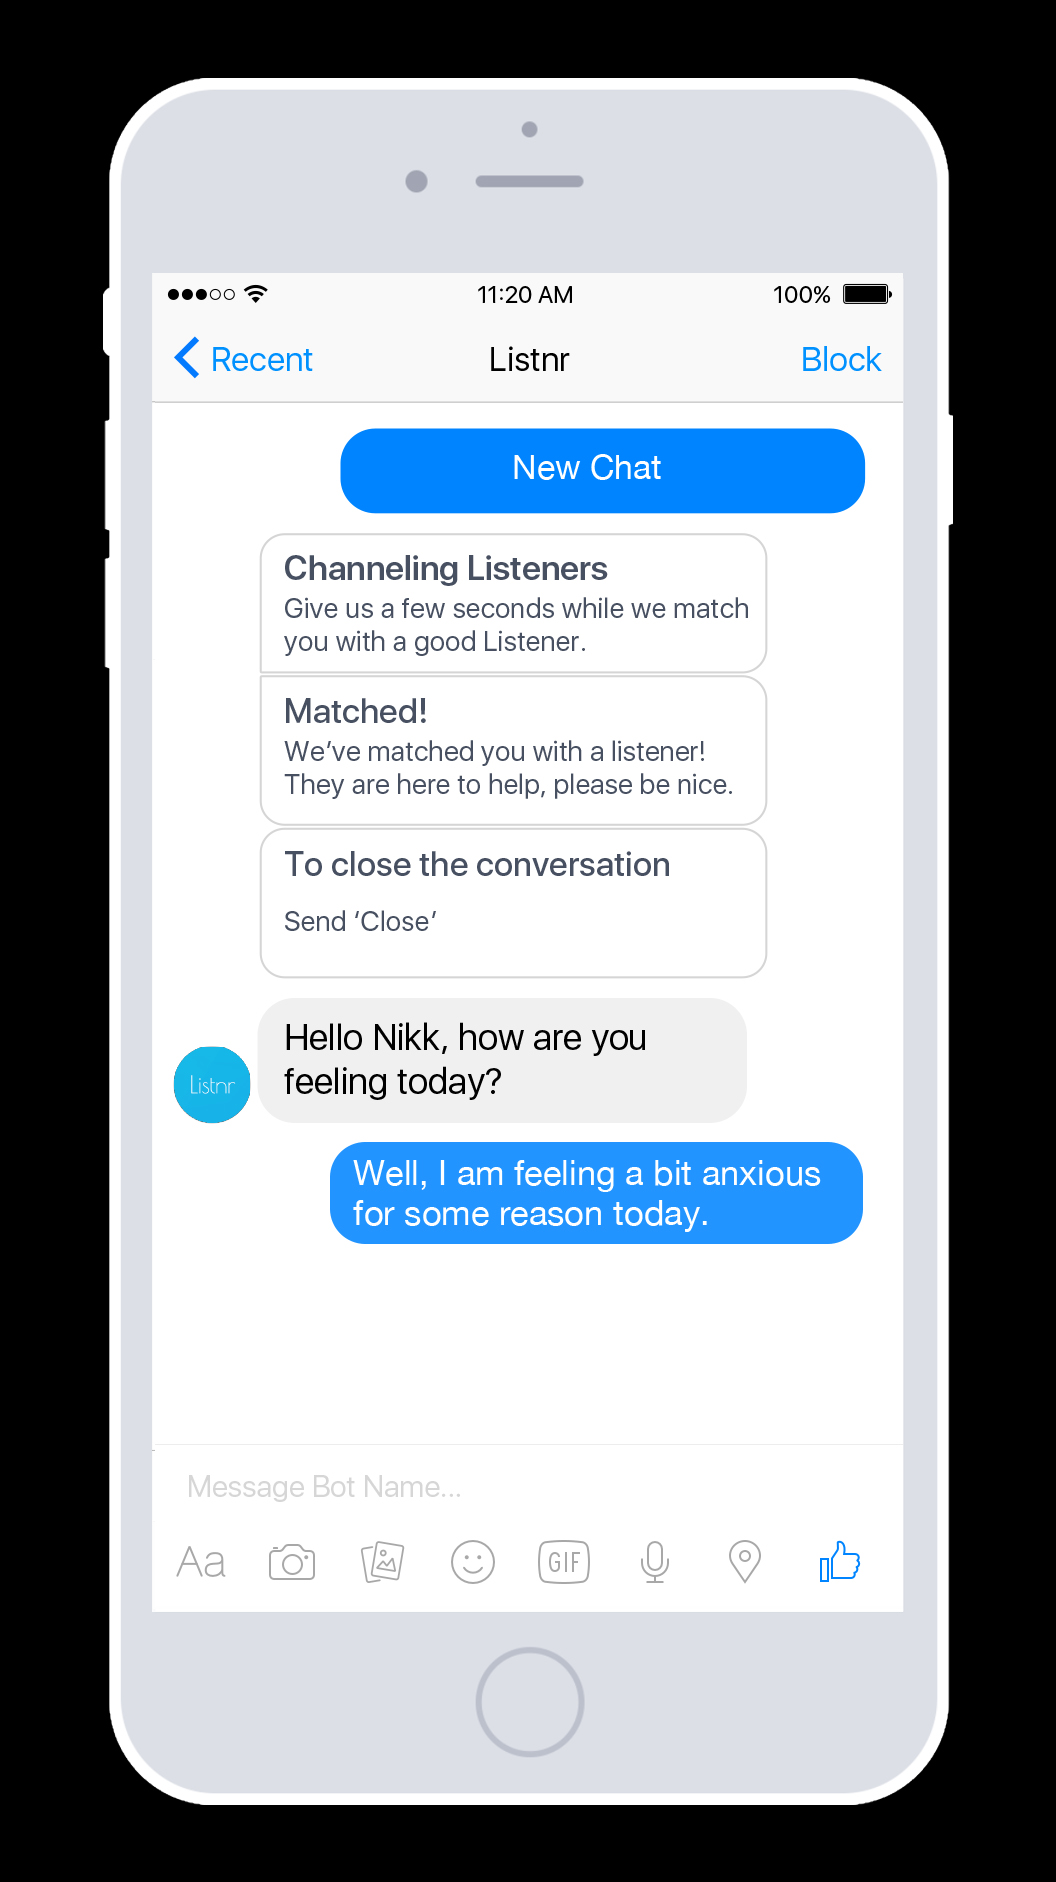 11:20 AM 100%
Recent Listnr Block
New Chat
Channeling Listeners
Give us a few seconds while we match
you with a good Listener.
Matched!
We’ve matched you with a listener!
They are here to help, please be nice.
To close the conversation
Send ‘Close’
Hello Nikk, how are you
feeling today?
Listnr
Well, I am feeling a bit anxious
for some reason today.
Message Bot Name...
Aa GIF